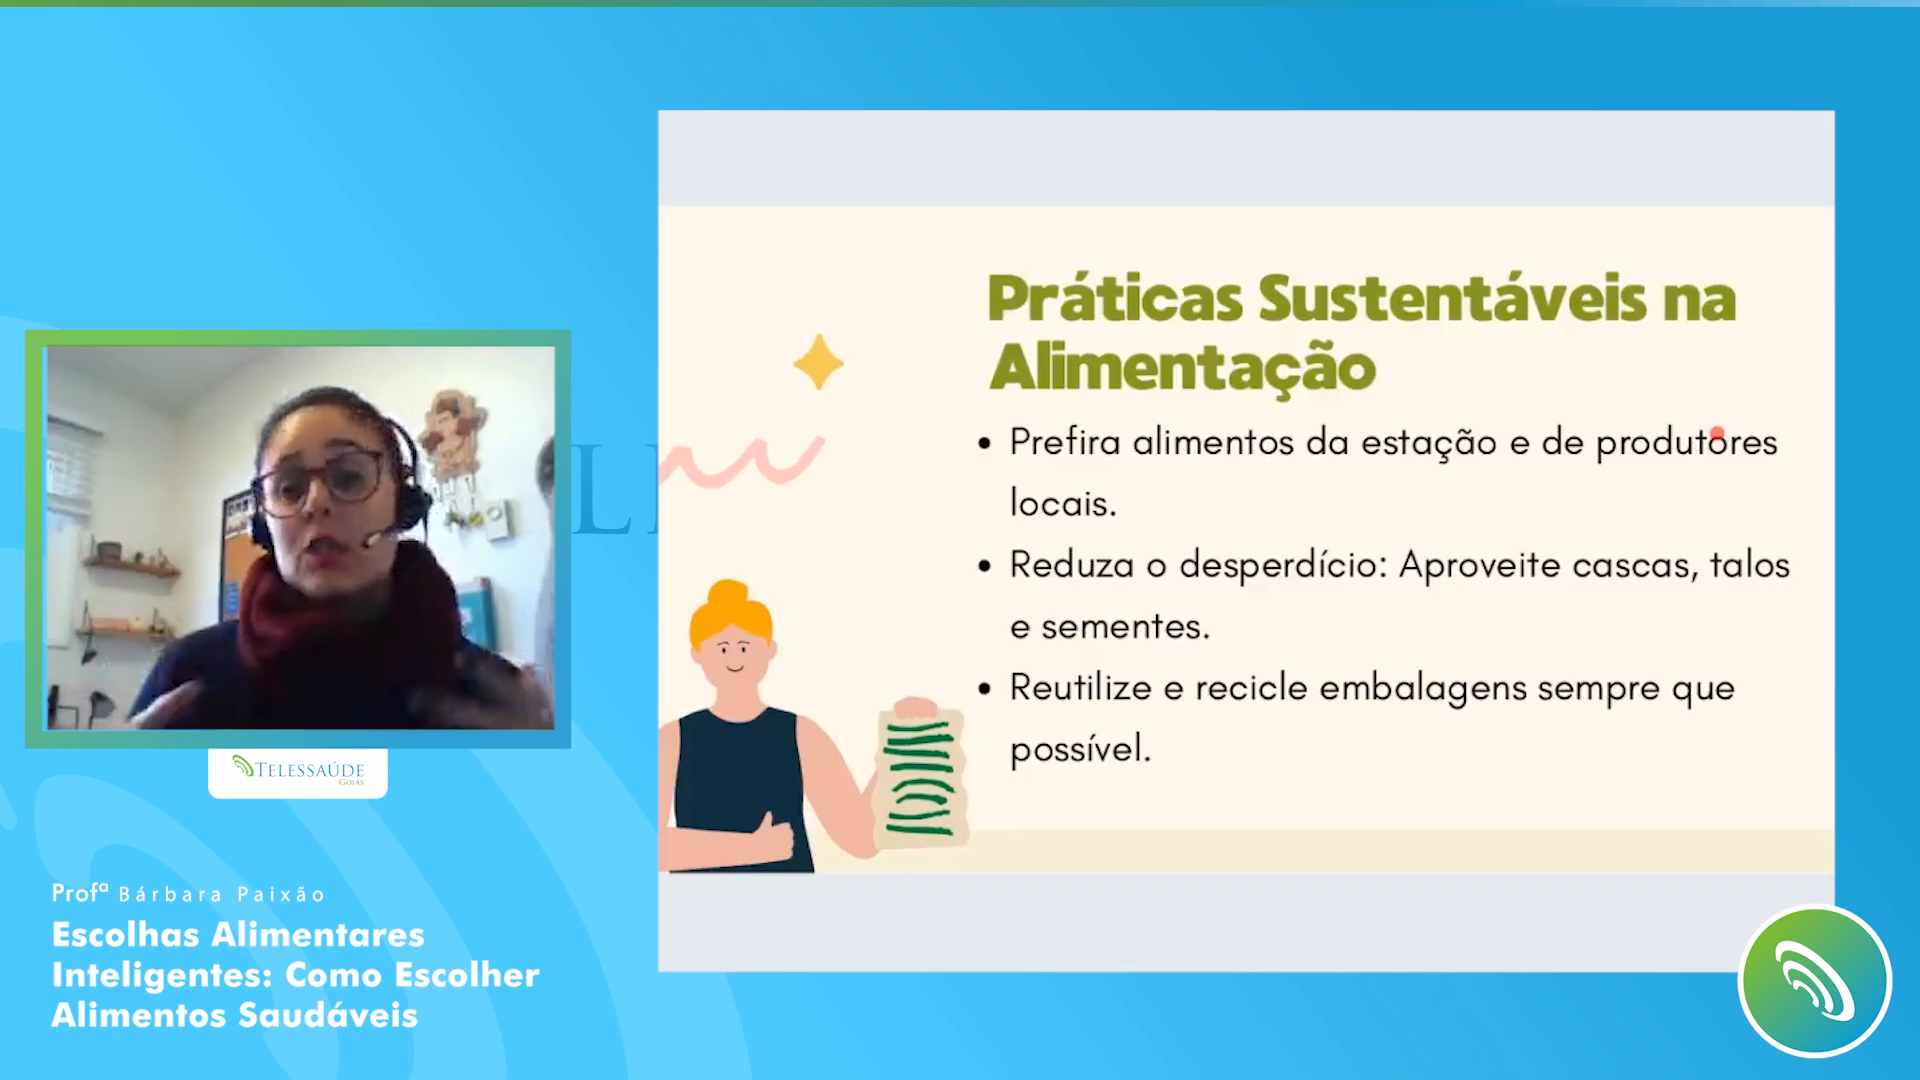 Práticas Sustentáveis na
Alimentação
• Prefira alimentos da estação e de produtores
locais.
• Reduza o desperdício: Aproveite cascas, talos
e sementes.
• Reutilize e recicle embalagens sempre que
possível.
TELESSAÚDE
GOIÁS
Profª Bárbara Paixão
Escolhas Alimentares
Inteligentes: Como Escolher
Alimentos Saudáveis